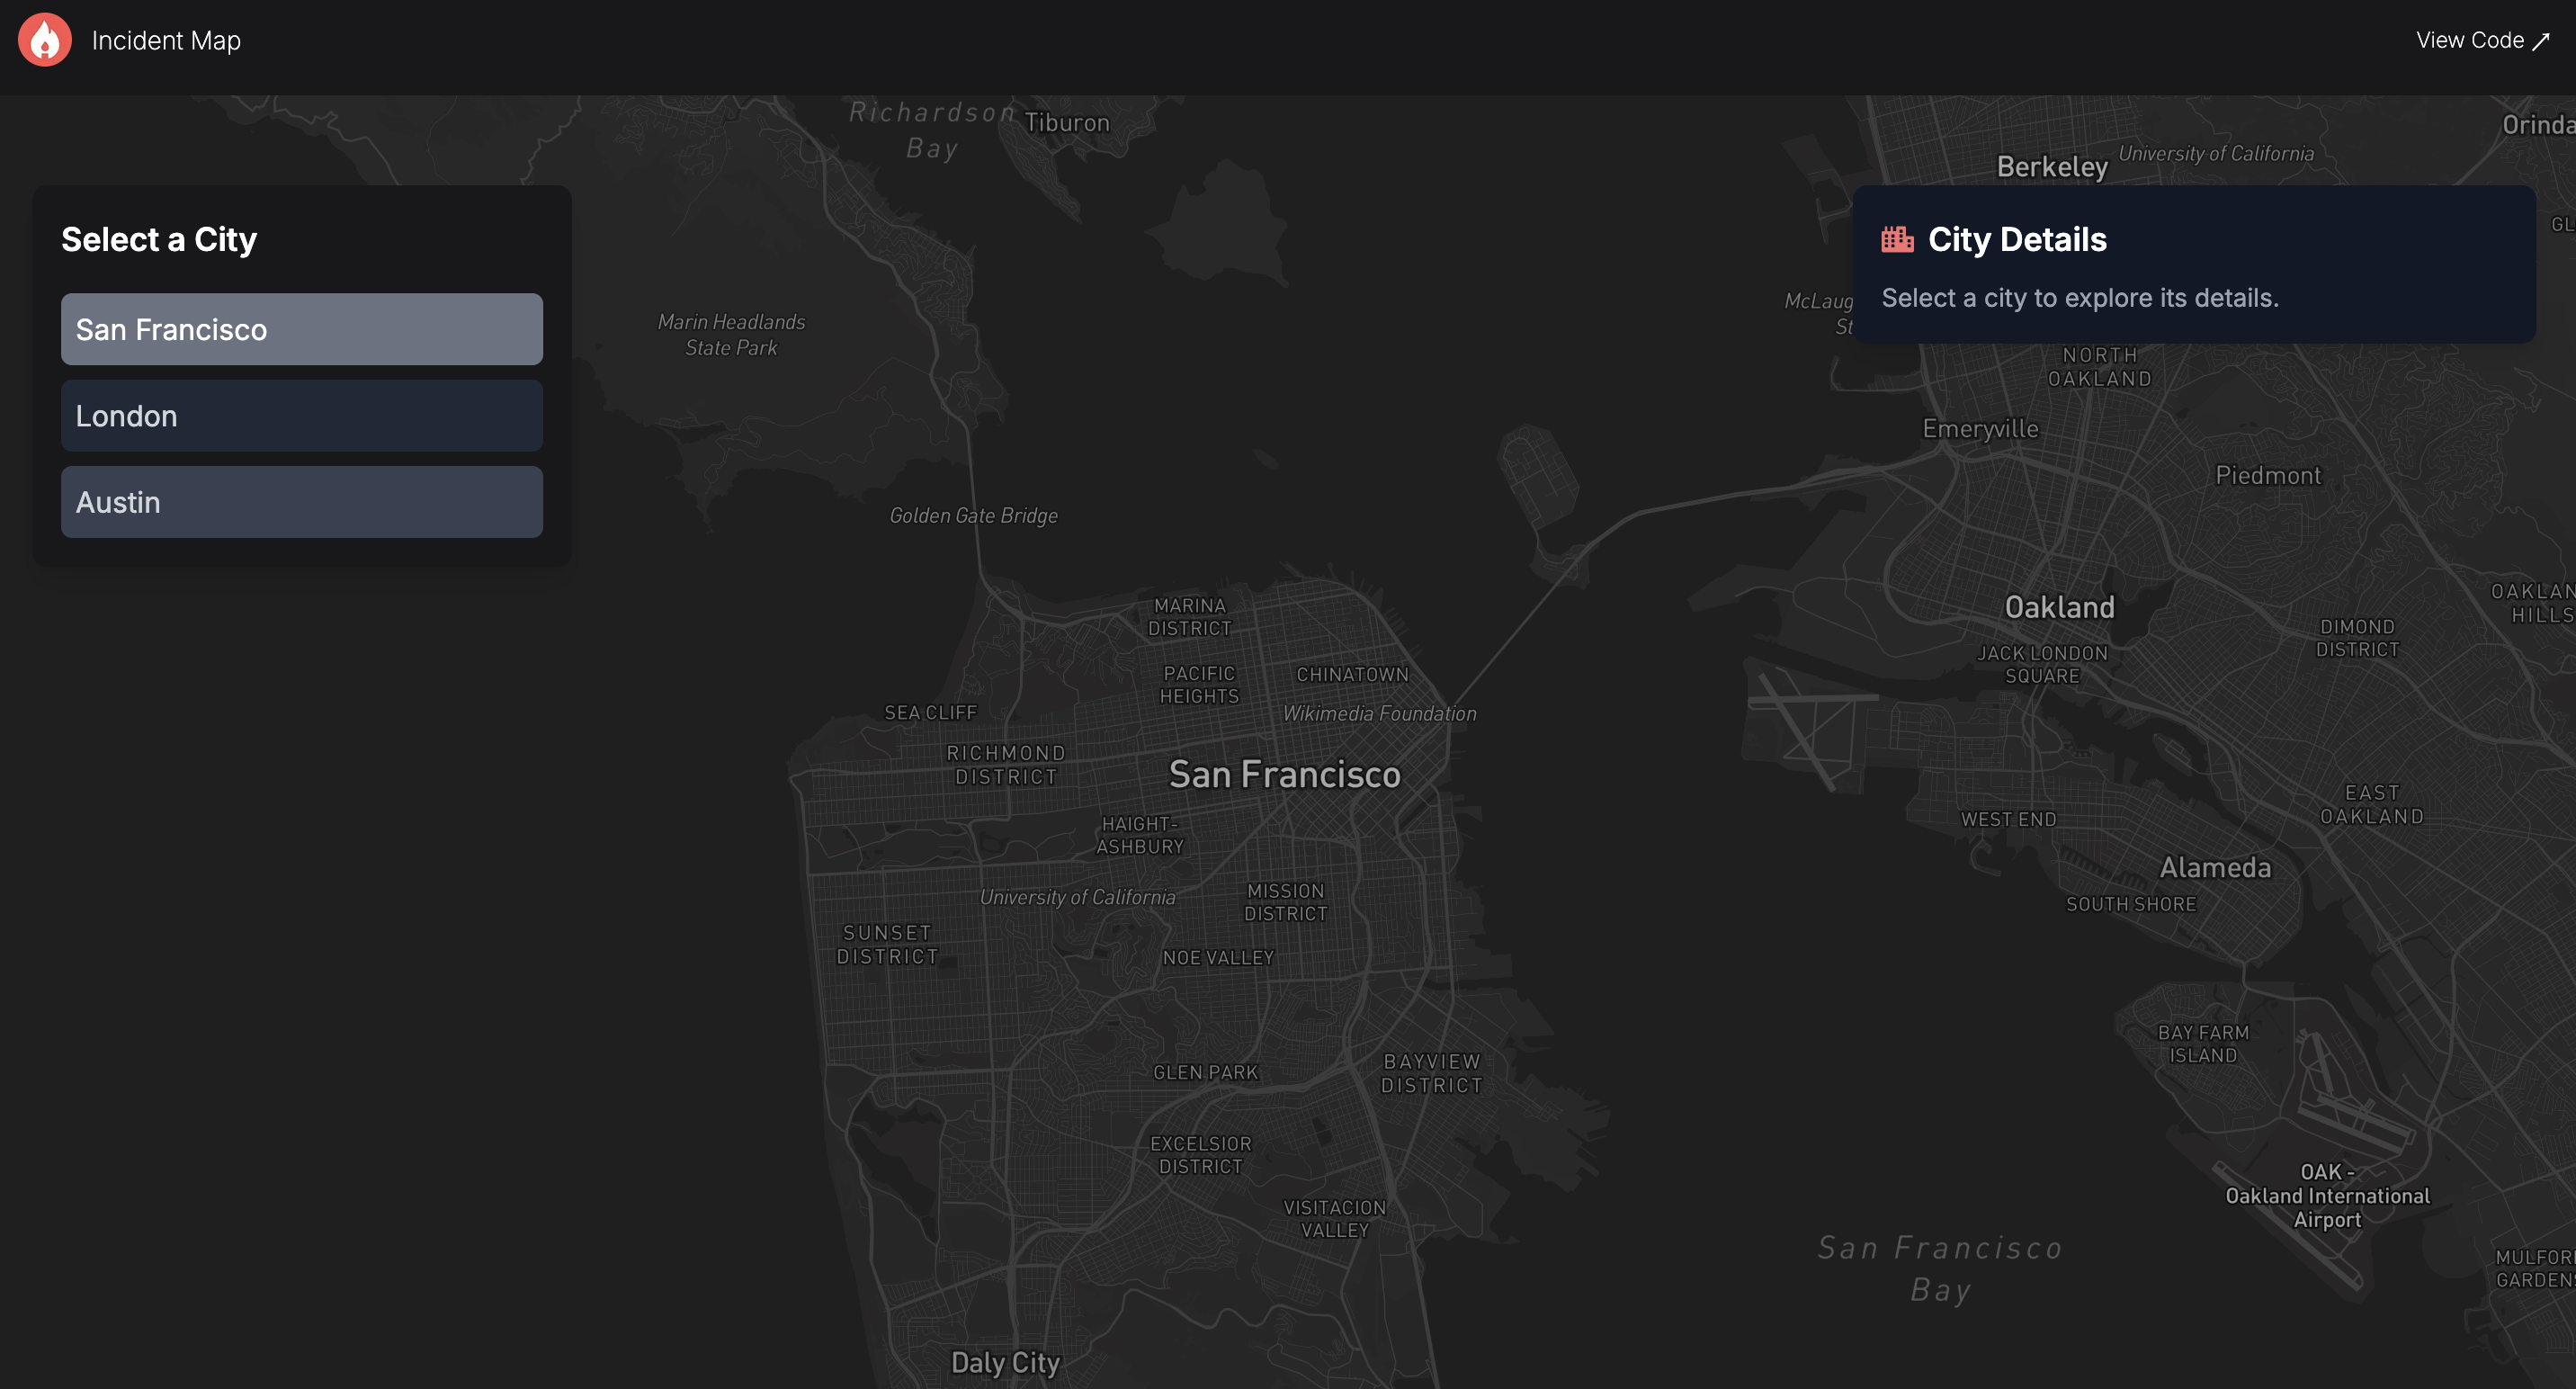 Incident Map
View Code ↗
Select a City
San Francisco
London
Austin
City Details
Select a city to explore its details.
Richardson
Bay
Tiburon
Berkeley
University of California
Orinda
Marin Headlands
State Park
McLaug
St
NORTH
OAKLAND
Emeryville
Piedmont
Golden Gate Bridge
Oakland
OAKLAN
HILLS
DIMOND
DISTRICT
JACK LONDON
SQUARE
MARINA
DISTRICT
PACIFIC
HEIGHTS
CHINATOWN
Wikimedia Foundation
SEA CLIFF
RICHMOND
DISTRICT
San Francisco
HAIGHT-
ASHBURY
University of California
MISSION
DISTRICT
SUNSET
DISTRICT
NOE VALLEY
WEST END
EAST
OAKLAND
Alameda
SOUTH SHORE
BAY FARM
ISLAND
GLEN PARK
BAYVIEW
DISTRICT
EXCELSIOR
DISTRICT
VISITACION
VALLEY
OAK -
Oakland International
Airport
San Francisco
Bay
MULFOR
GARDENS
Daly City